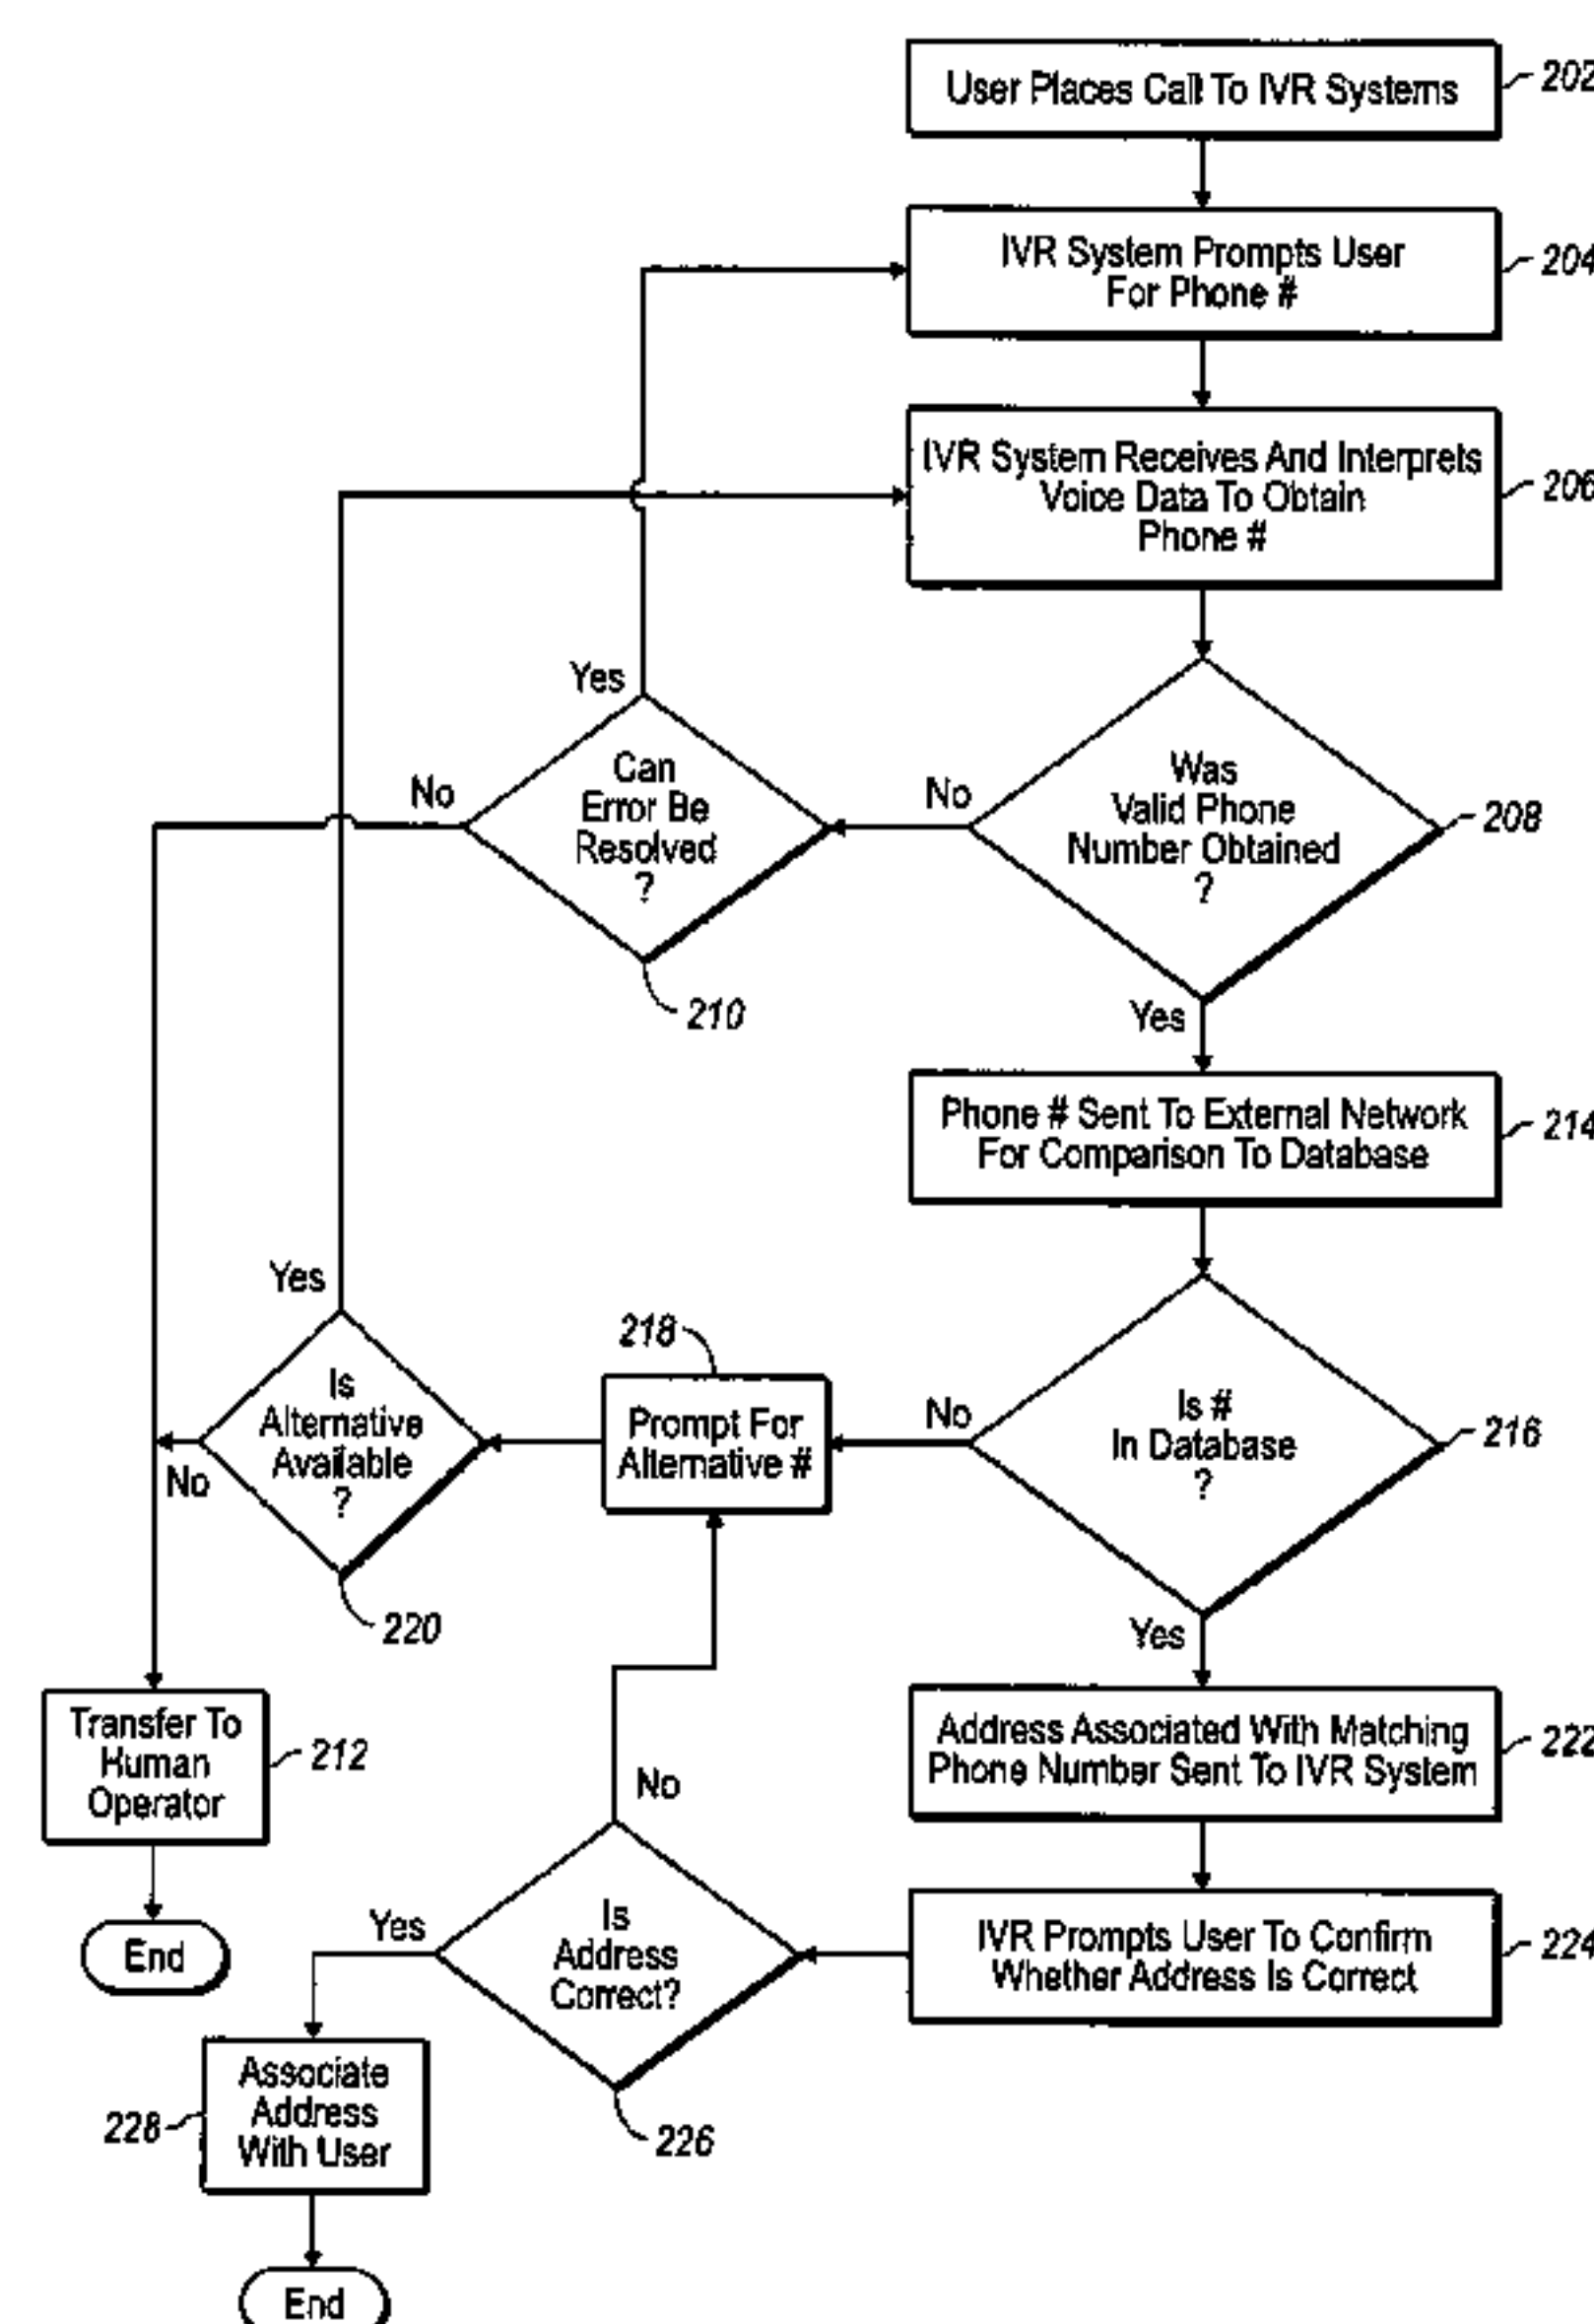 User Places Call To IVR Systems
202
IVR System Prompts User
For Phone #
204
IVR System Receives And Interprets
Voice Data To Obtain
Phone #
206
Was
Valid Phone
Number Obtained
?
208
No
Yes
Can
Error Be
Resolved
?
210
Yes
No
Phone # Sent To External Network
For Comparison To Database
214
Is #
In Database
?
216
No
Yes
218
Prompt For
Alternative #
Is
Alternative
Available
?
220
Yes
No
Transfer To
Human
Operator
212
End
Address Associated With Matching
Phone Number Sent To IVR System
222
IVR Prompts User To Confirm
Whether Address Is Correct
224
Is
Address
Correct?
226
No
Yes
Associate
Address
With User
228
End